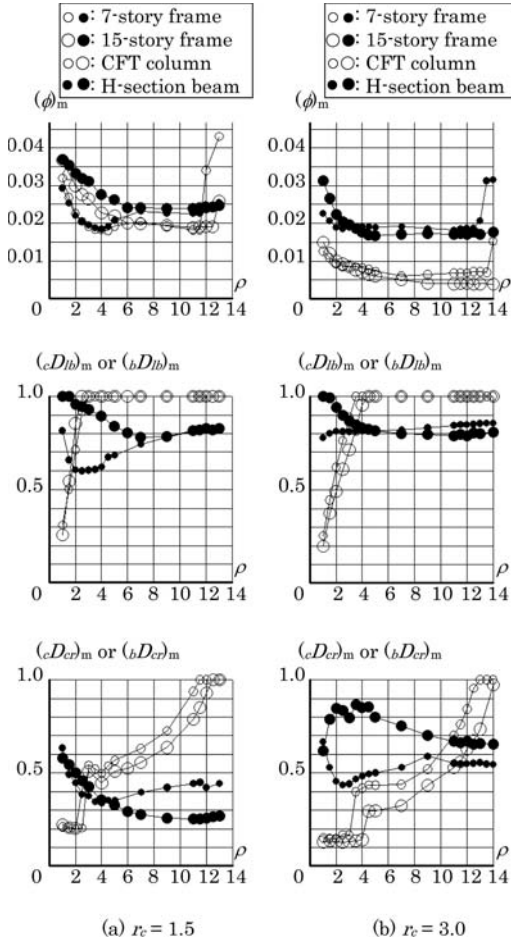 ○•: 7-story frame
○●: 15-story frame
○○: CFT column
•●: H-section beam
○•: 7-story frame
○●: 15-story frame
○○: CFT column
•●: H-section beam
(ϕ)m
(ϕ)m
0.04
0.03
0.02
0.01
0
2 4 6 8 10 12 14
ρ
0.04
0.03
0.02
0.01
0
2 4 6 8 10 12 14
ρ
(cDlb)m or (bDlb)m
(cDlb)m or (bDlb)m
1.0
0.5
0
2 4 6 8 10 12 14
ρ
1.0
0.5
0
2 4 6 8 10 12 14
ρ
(cDcr)m or (bDcr)m
(cDcr)m or (bDcr)m
1.0
0.5
0
2 4 6 8 10 12 14
ρ
1.0
0.5
0
2 4 6 8 10 12 14
ρ
(a) rc = 1.5
(b) rc = 3.0